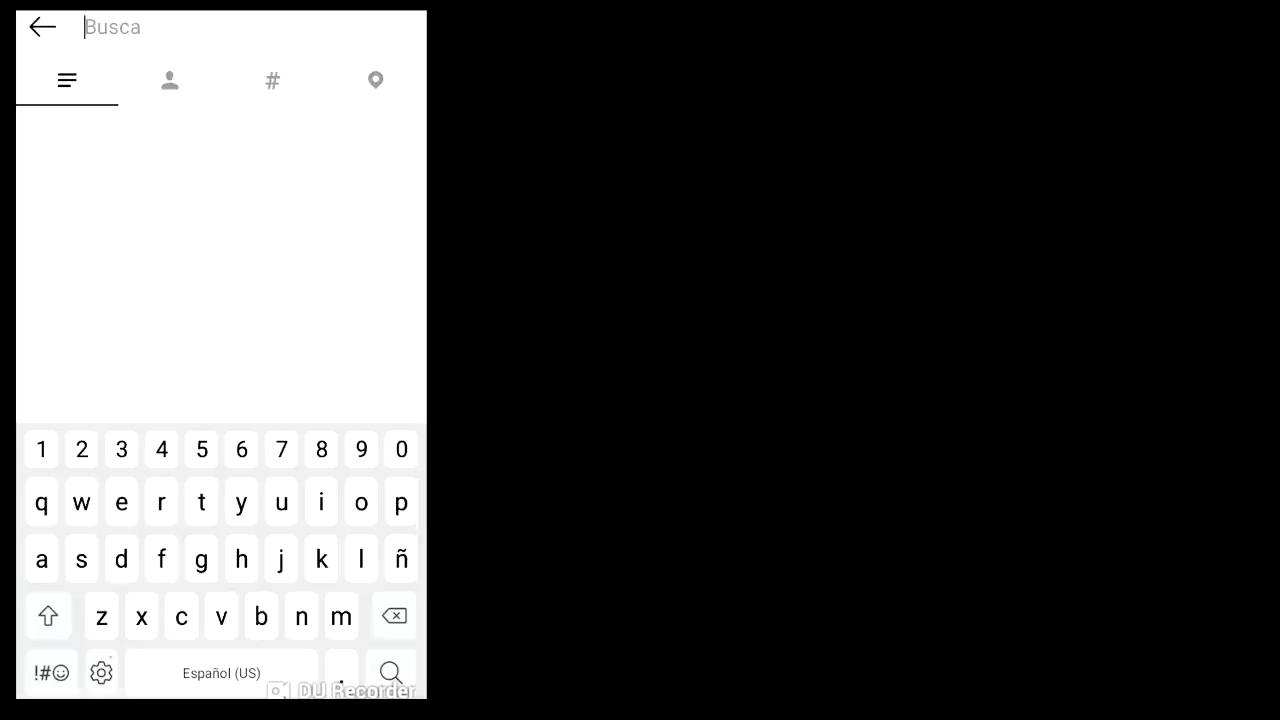 Busca
#
1 2 3 4 5 6 7 8 9 0
q w e r t y u i o p
a s d f g h j k l ñ
z x c v b n m
!#☺ Español (US) .
DU Recorder